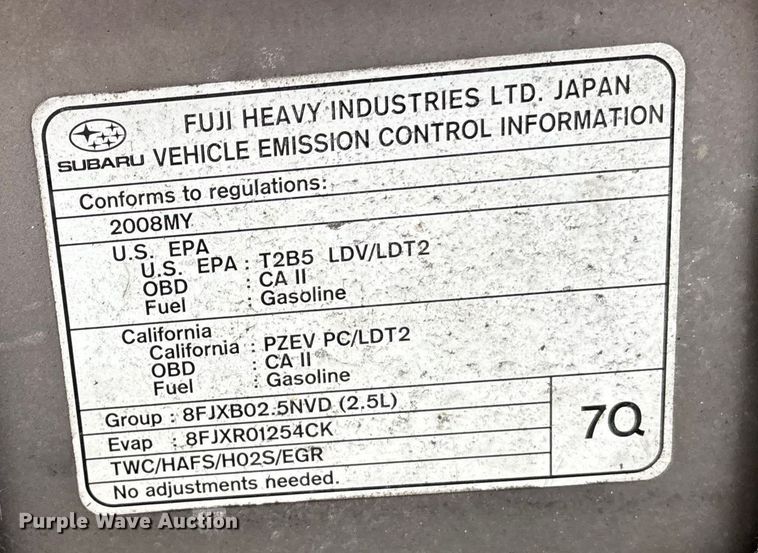 FUJI HEAVY INDUSTRIES LTD. JAPAN
SUBARU VEHICLE EMISSION CONTROL INFORMATION
Conforms to regulations:
2008MY
U.S. EPA
U.S. EPA : T2B5 LDV/LDT2
OBD : CA II
Fuel : Gasoline
California
California : PZEV PC/LDT2
OBD : CA II
Fuel : Gasoline
Group : 8FJXB02.5NVD (2.5L)
Evap : 8FJXR01254CK
TWC/HAFS/HO2S/EGR
No adjustments needed.
7Q
Purple Wave Auction